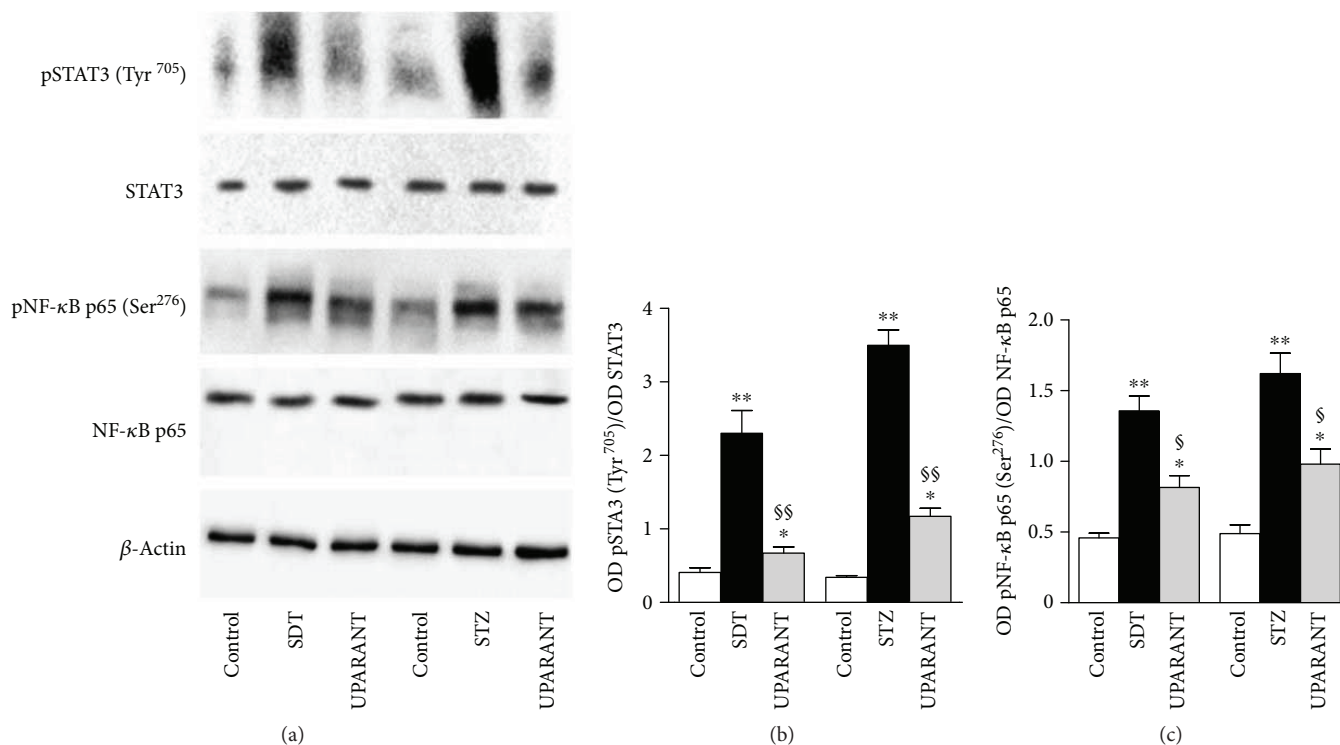 pSTAT3 (Tyr 705)
STAT3
pNF-κB p65 (Ser276)
NF-κB p65
β-Actin
Control
SDT
UPARANT
Control
STZ
UPARANT
(a)
OD pSTA3 (Tyr 705)/OD STAT3
4
3
2
1
0
**
§§
*
**
§§
*
Control
SDT
UPARANT
Control
STZ
UPARANT
(b)
OD pNF-κB p65 (Ser276)/OD NF-κB p65
2.0
1.5
1.0
0.5
0.0
**
§
*
**
§
*
Control
SDT
UPARANT
Control
STZ
UPARANT
(c)